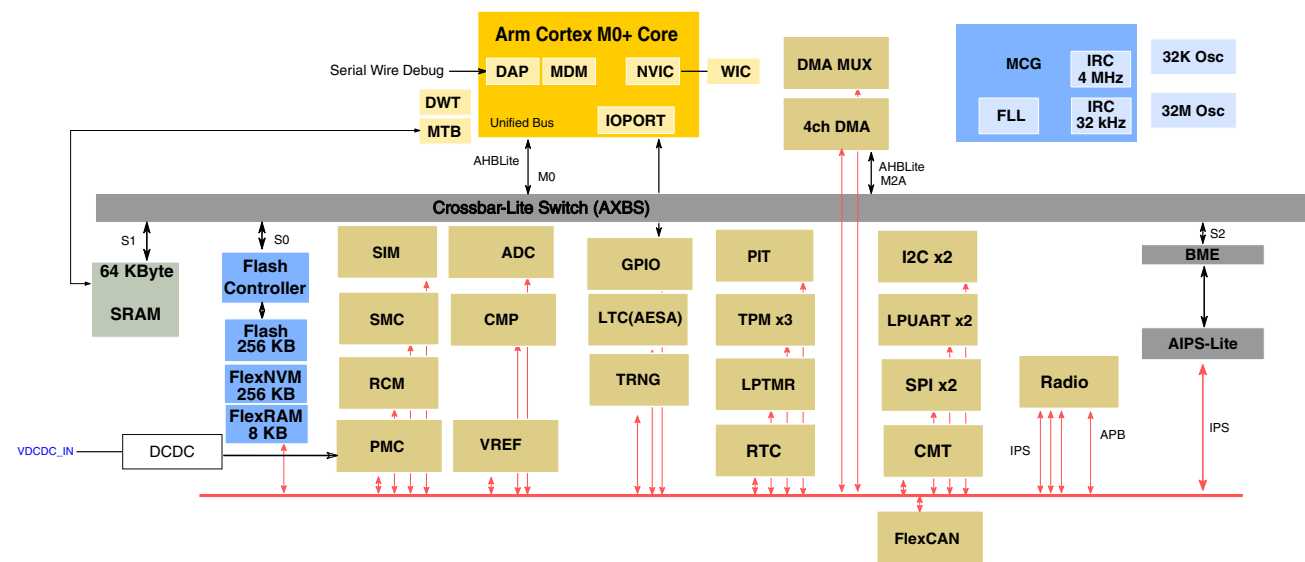 Arm Cortex M0+ Core
Serial Wire Debug
DAP
MDM
NVIC
WIC
DWT
MTB
Unified Bus
IOPORT
DMA MUX
4ch DMA
MCG
IRC
4 MHz
FLL
IRC
32 kHz
32K Osc
32M Osc
AHBLite
M0
AHBLite
M2A
Crossbar-Lite Switch (AXBS)
S1
S0
S2
64 KByte
SRAM
Flash
Controller
Flash
256 KB
FlexNVM
256 KB
FlexRAM
8 KB
VDCDC_IN
DCDC
SIM
SMC
RCM
PMC
ADC
CMP
VREF
GPIO
LTC(AESA)
TRNG
PIT
TPM x3
LPTMR
RTC
I2C x2
LPUART x2
SPI x2
CMT
Radio
IPS
APB
BME
AIPS-Lite
IPS
FlexCAN